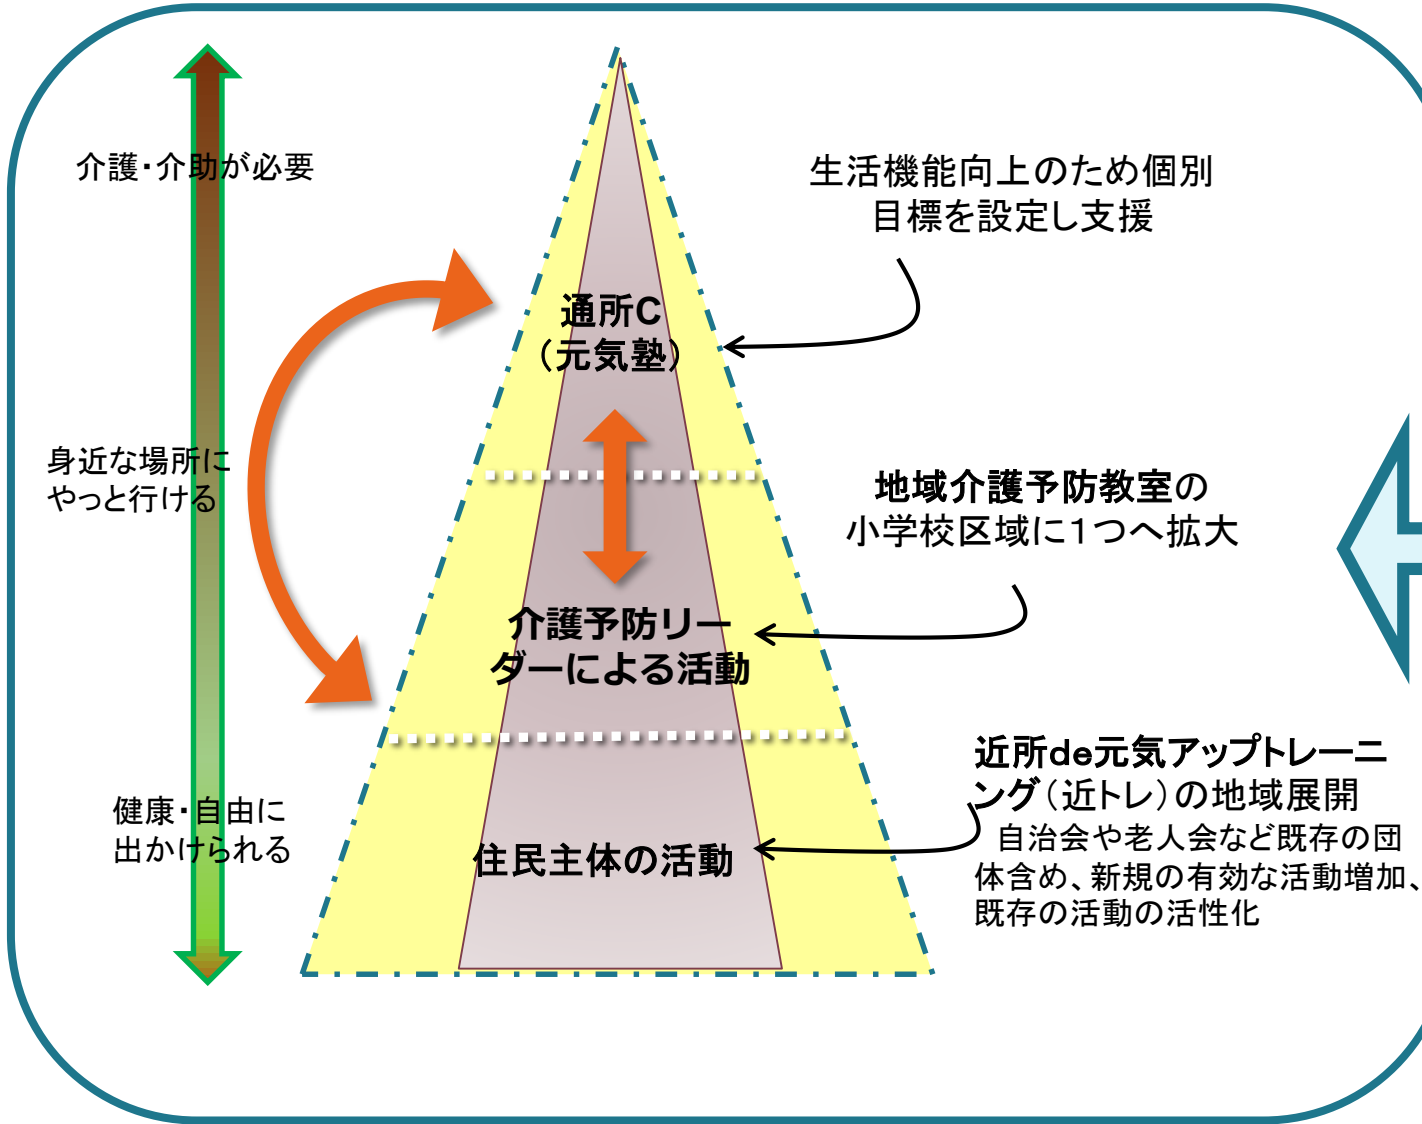 介護・介助が必要
身近な場所に
やっと行ける
健康・自由に
出かけられる
通所C
（元気塾）
介護予防リー
ダーによる活動
住民主体の活動
生活機能向上のため個別
目標を設定し支援
地域介護予防教室の
小学校区域に１つへ拡大
近所de元気アップトレーニ
ング（近トレ）の地域展開
自治会や老人会など既存の団
体含め、新規の有効な活動増加、
既存の活動の活性化